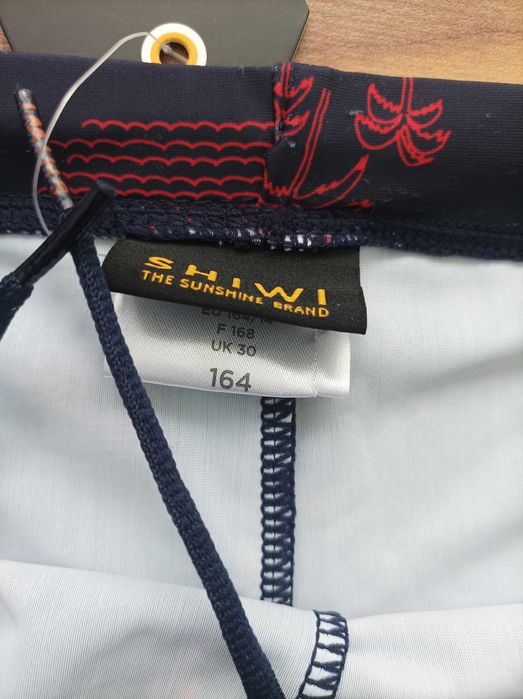 SHIWI
THE SUNSHINE BRAND
F 168
UK 30
164